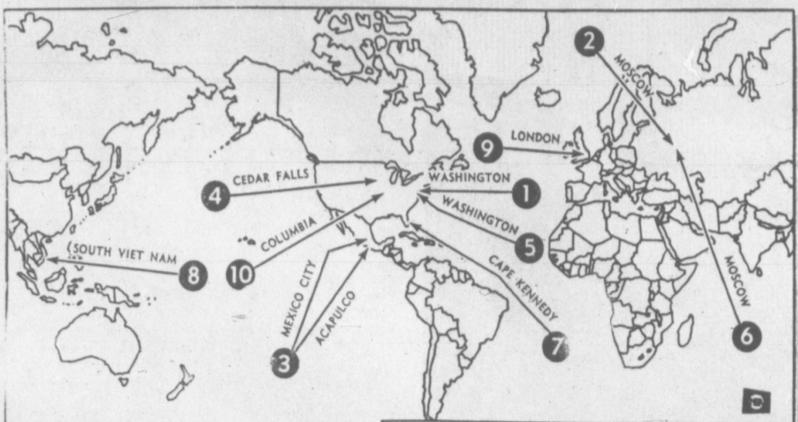 2
MOSCOW
9
LONDON
4
CEDAR FALLS
WASHINGTON
1
COLUMBIA
10
WASHINGTON
5
(SOUTH VIET NAM
8
MEXICO CITY
ACAPULCO
3
CAPE KENNEDY
7
MOSCOW
6